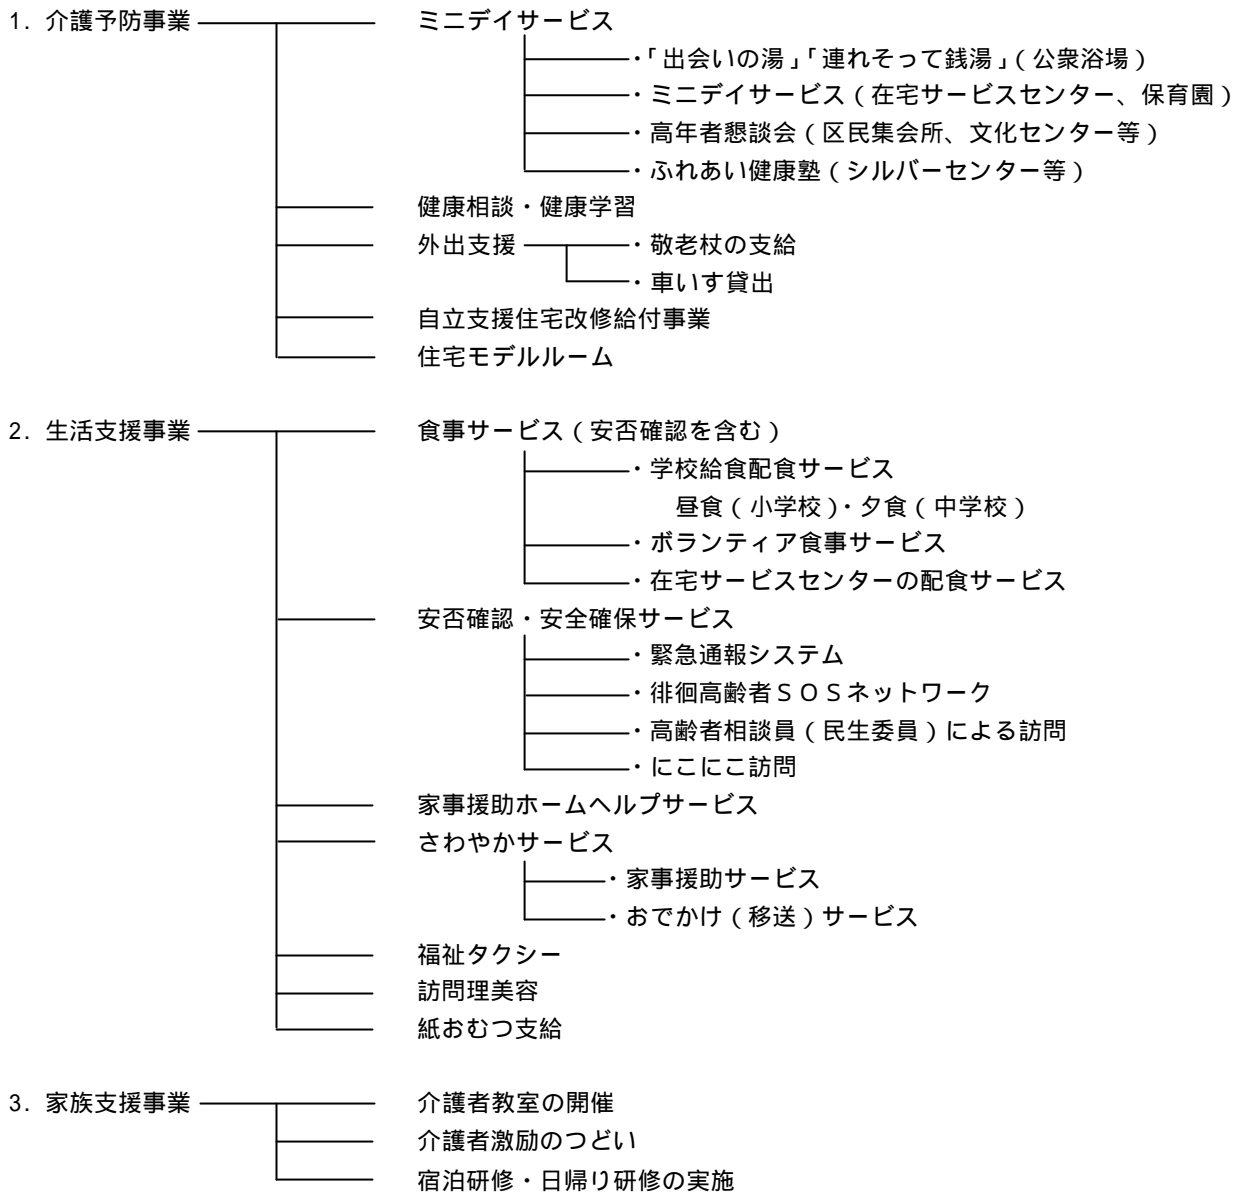 1. 介護予防事業 ミニデイサービス
・「出会いの湯」「連れそって銭湯」(公衆浴場)
・ミニデイサービス(在宅サービスセンター、保育園)
・高年者懇談会(区民集会所、文化センター等)
・ふれあい健康塾(シルバーセンター等)
健康相談・健康学習
外出支援 ・敬老杖の支給
・車いす貸出
自立支援住宅改修給付事業
住宅モデルルーム
2. 生活支援事業 食事サービス(安否確認を含む)
・学校給食配食サービス
昼食(小学校)・夕食(中学校)
・ボランティア食事サービス
・在宅サービスセンターの配食サービス
安否確認・安全確保サービス
・緊急通報システム
・徘徊高齢者SOSネットワーク
・高齢者相談員(民生委員)による訪問
・にこにこ訪問
家事援助ホームヘルプサービス
さわやかサービス
・家事援助サービス
・おでかけ(移送)サービス
福祉タクシー
訪問理美容
紙おむつ支給
3. 家族支援事業 介護者教室の開催
介護者激励のつどい
宿泊研修・日帰り研修の実施